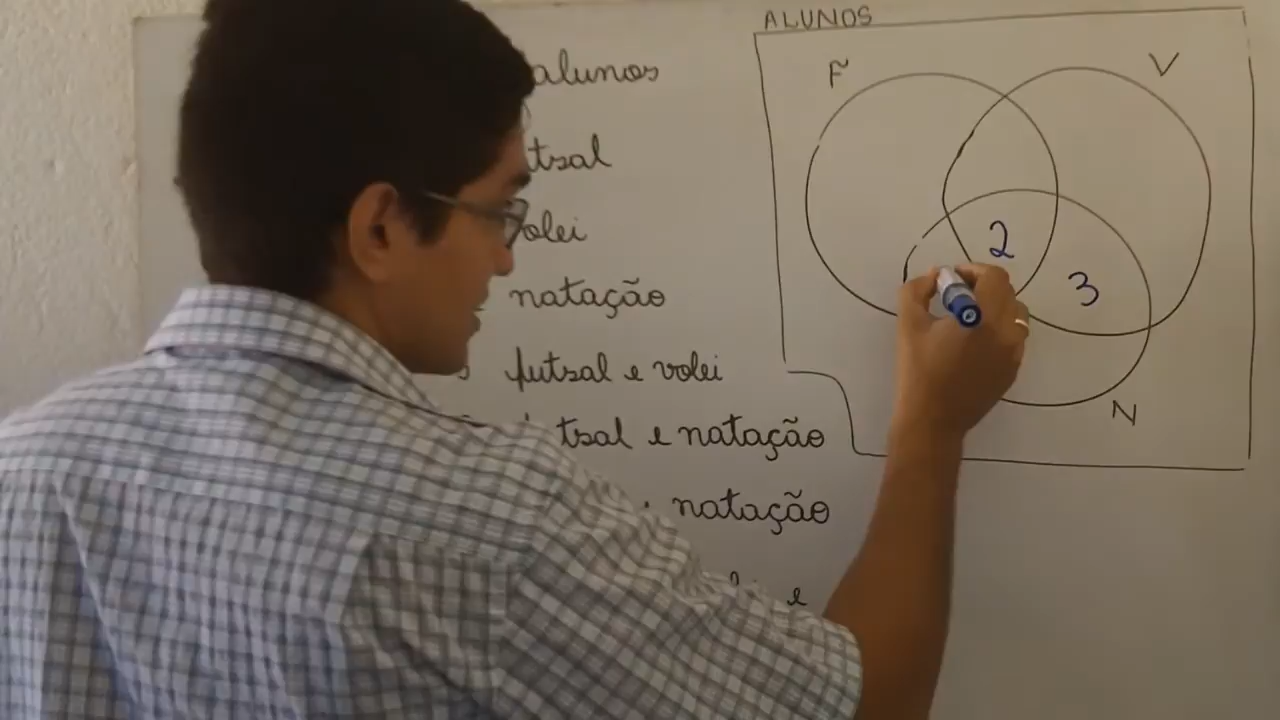 ALUNOS
F
V
2
3
N
alunos
tsal
olei
natação
futsal e volei
tsal e natação
natação
e